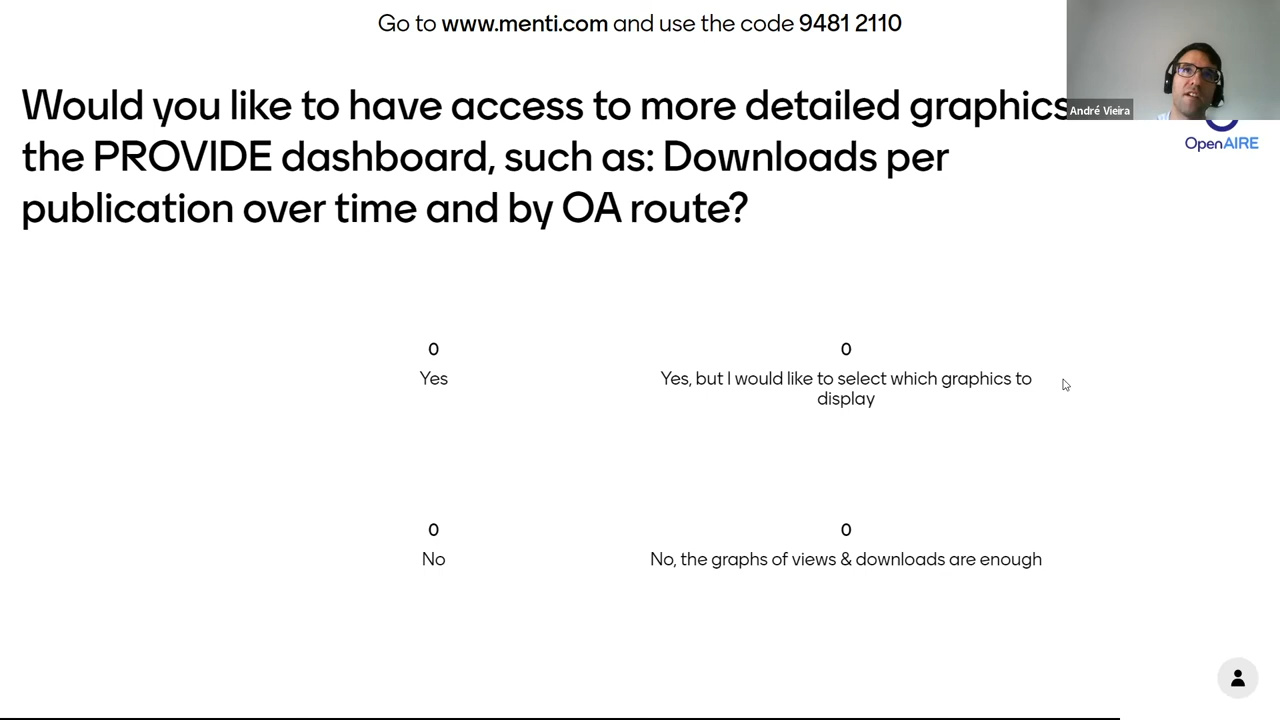 Go to www.menti.com and use the code 9481 2110
Would you like to have access to more detailed graphics
the PROVIDE dashboard, such as: Downloads per
publication over time and by OA route?
André Vieira
OpenAIRE
0
Yes
0
Yes, but I would like to select which graphics to
display
0
No
0
No, the graphs of views & downloads are enough